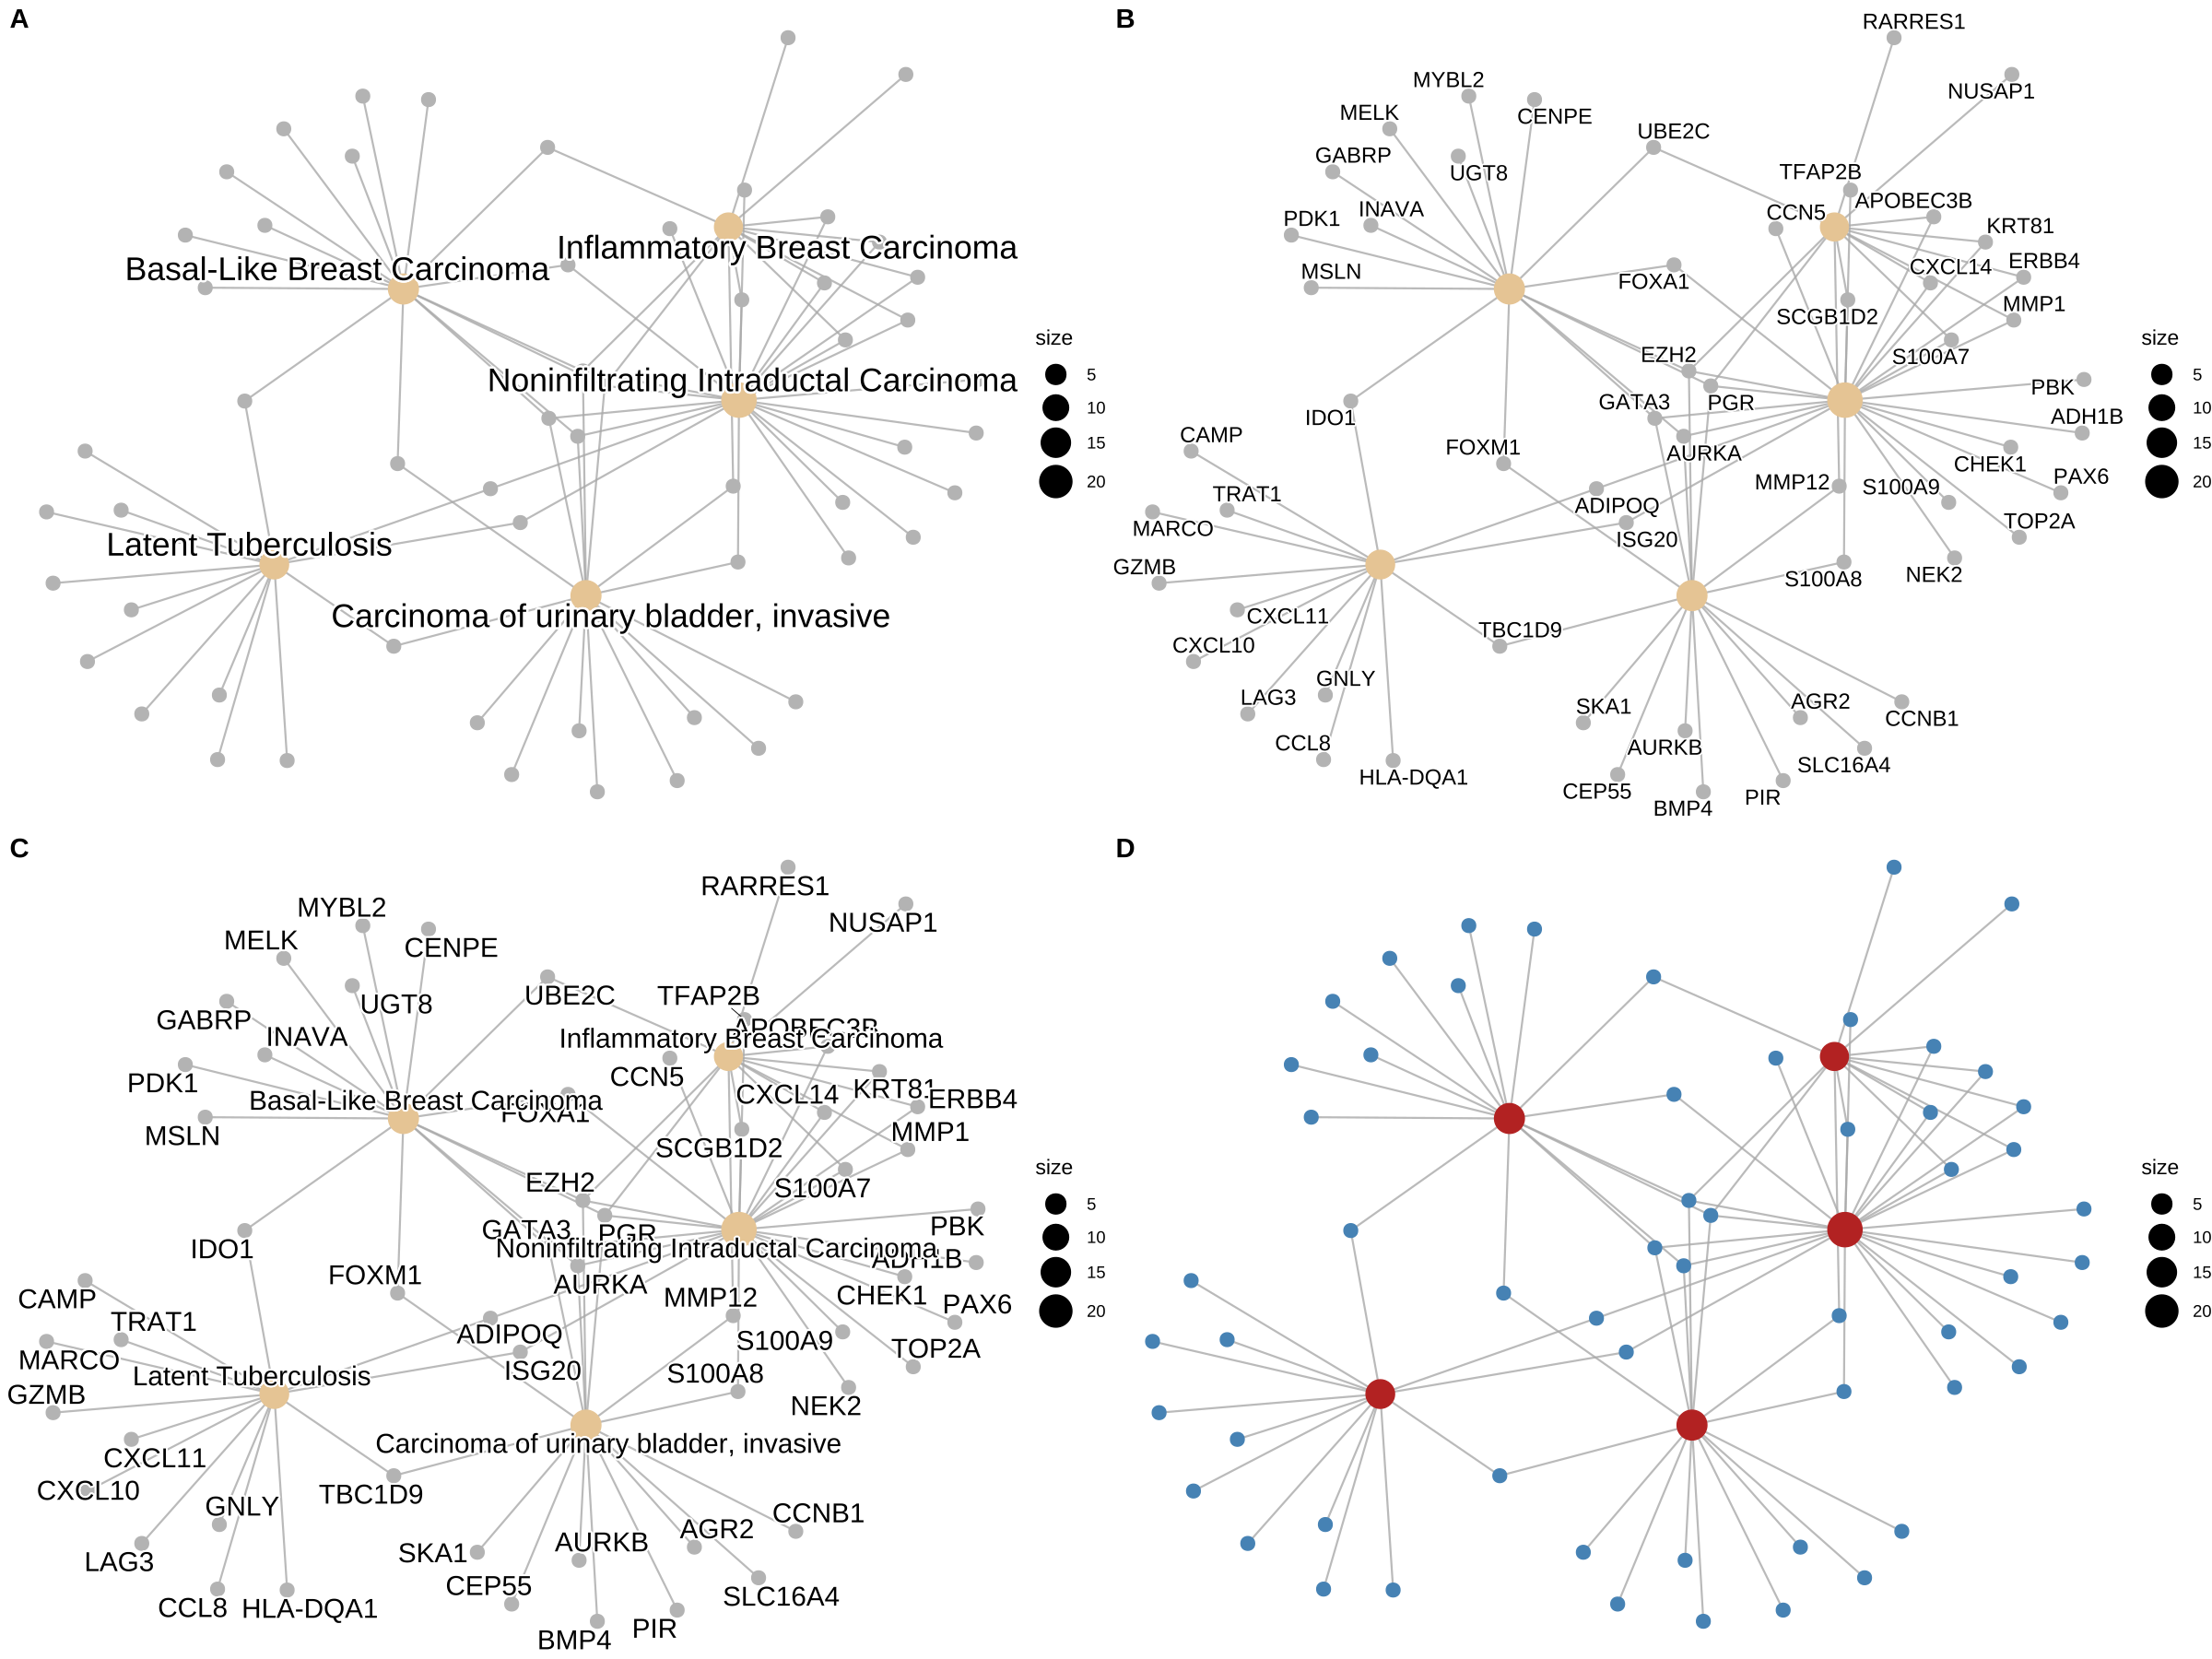 A
Inflammatory Breast Carcinoma
Basal-Like Breast Carcinoma
Noninfiltrating Intraductal Carcinoma
Latent Tuberculosis
Carcinoma of urinary bladder, invasive
size
5
10
15
20
B
RARRES1
MYBL2
NUSAP1
MELK
CENPE
UBE2C
GABRP
UGT8
TFAP2B
APOBEC3B
PDK1
INAVA
CCN5
KRT81
MSLN
FOXA1
CXCL14
ERBB4
SCGB1D2
MMP1
EZH2
S100A7
GATA3
PGR
PBK
IDO1
ADH1B
CAMP
FOXM1
AURKA
CHEK1
TRAT1
MMP12
S100A9
PAX6
MARCO
ADIPOQ
TOP2A
ISG20
GZMB
S100A8
NEK2
CXCL11
TBC1D9
CXCL10
GNLY
LAG3
SKA1
AGR2
CCNB1
CCL8
AURKB
HLA-DQA1
SLC16A4
CEP55
BMP4
PIR
size
5
10
15
20
C
RARRES1
MYBL2
NUSAP1
MELK
CENPE
UBE2C
TFAP2B
UGT8
GABRP
APOBEC3B
INAVA
Inflammatory Breast Carcinoma
PDK1
CCN5
CXCL14
KRT81
ERBB4
Basal-Like Breast Carcinoma
FOXA1
MSLN
SCGB1D2
MMP1
EZH2
S100A7
GATA3
PGR
PBK
IDO1
Noninfiltrating Intraductal Carcinoma
ADH1B
FOXM1
AURKA
CAMP
MMP12
CHEK1
PAX6
TRAT1
ADIPOQ
S100A9
TOP2A
MARCO
Latent Tuberculosis
ISG20
S100A8
GZMB
NEK2
Carcinoma of urinary bladder, invasive
CXCL11
CXCL10
TBC1D9
GNLY
CCNB1
LAG3
SKA1
AURKB
AGR2
CEP55
SLC16A4
CCL8
HLA-DQA1
BMP4
PIR
size
5
10
15
20
D
size
5
10
15
20